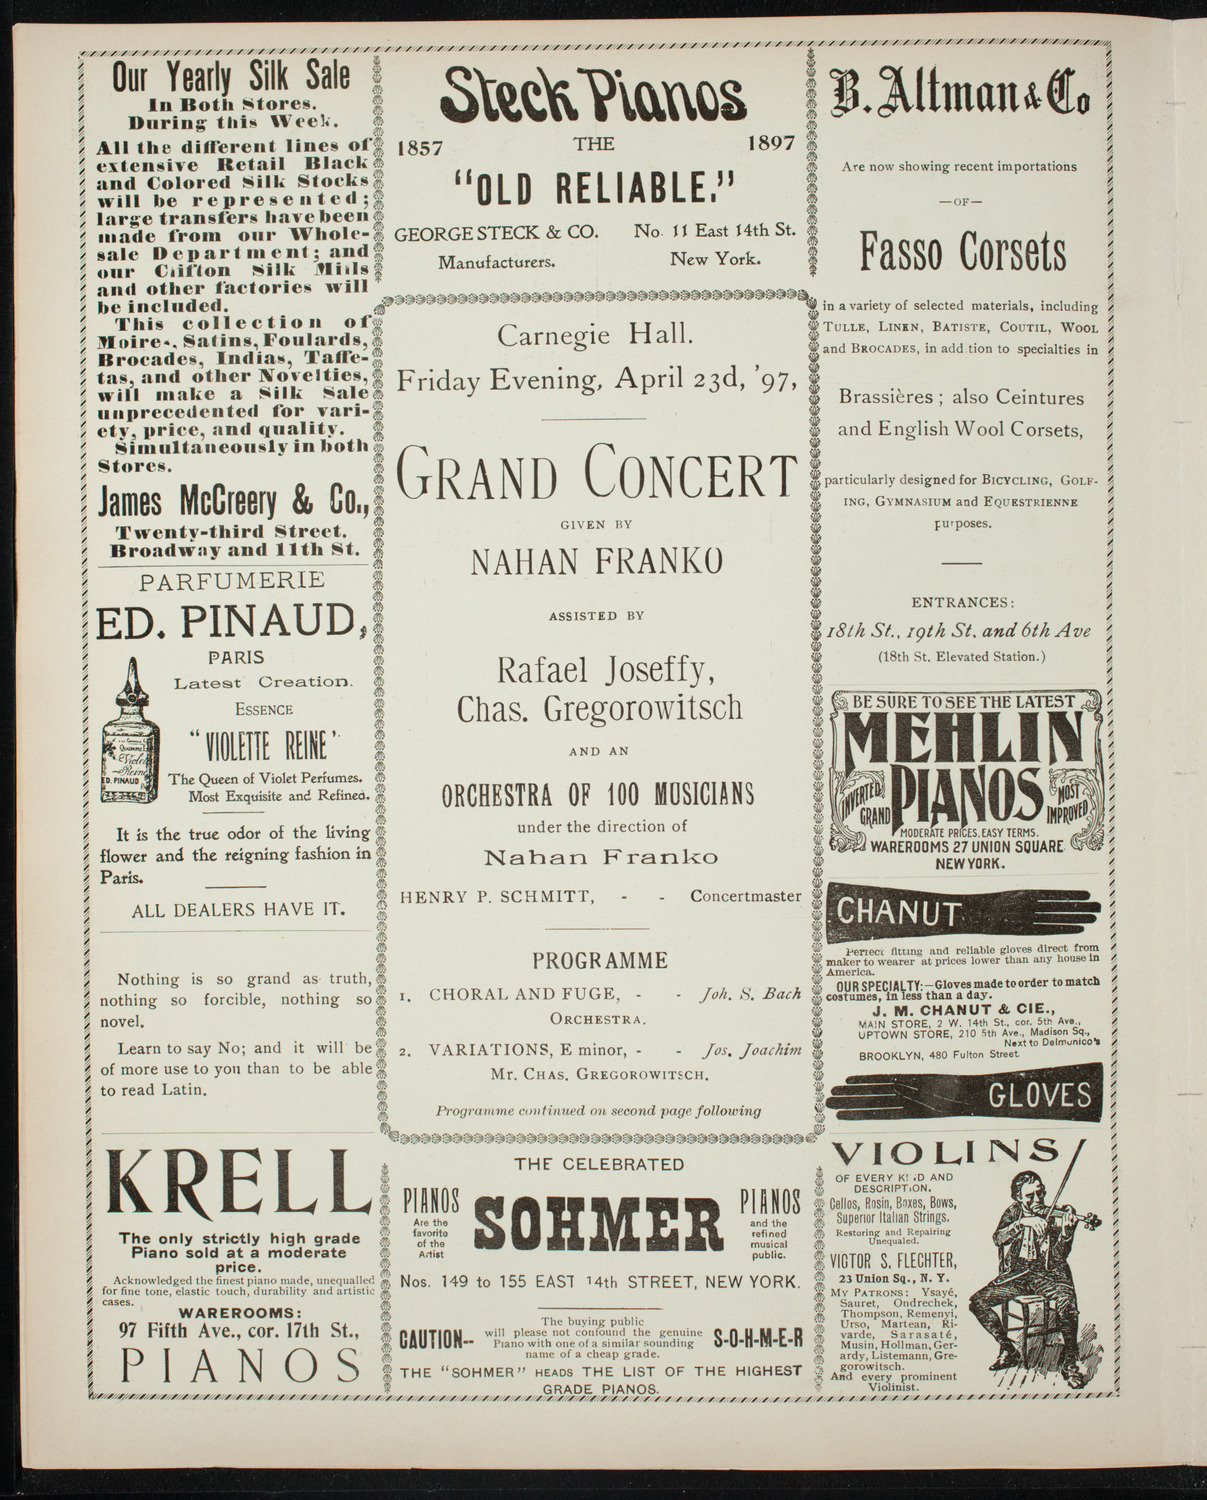 Our Yearly Silk Sale
In Both Stores.
During this Week.
All the different lines of
extensive Retail Black
and Colored Silk Stocks
will be represented;
large transfers have been
made from our Whole-
sale Department; and
our Clifton Silk Mills
and other factories will
be included.
This collection of
Moires, Satins, Foulards,
Brocades, Indias, Taffe-
tas, and other Novelties,
will make a Silk Sale
unprecedented for vari-
ety, price, and quality.
Simultaneously in both
Stores.
James McCreery & Co.,
Twenty-third Street.
Broadway and 11th St.
PARFUMERIE
ED. PINAUD,
PARIS
Latest Creation.
ESSENCE
"VIOLETTE REINE"
The Queen of Violet Perfumes.
Most Exquisite and Refined.
Violette
Reine
ED. PINAUD
It is the true odor of the living
flower and the reigning fashion in
Paris.
ALL DEALERS HAVE IT.
Nothing is so grand as truth,
nothing so forcible, nothing so
novel.
Learn to say No; and it will be
of more use to you than to be able
to read Latin.
KRELL
The only strictly high grade
Piano sold at a moderate
price.
Acknowledged the finest piano made, unequalled
for fine tone, elastic touch, durability and artistic
cases.
WAREROOMS:
97 Fifth Ave., cor. 17th St.,
PIANOS
Steck Pianos
1857 THE 1897
"OLD RELIABLE."
GEORGE STECK & CO. No. 11 East 14th St.
Manufacturers. New York.
Carnegie Hall.
Friday Evening, April 23d, '97,
GRAND CONCERT
GIVEN BY
NAHAN FRANKO
ASSISTED BY
Rafael Joseffy,
Chas. Gregorowitsch
AND AN
ORCHESTRA OF 100 MUSICIANS
under the direction of
Nahan Franko
HENRY P. SCHMITT, - - Concertmaster
PROGRAMME
1. CHORAL AND FUGE, - - Joh. S. Bach
ORCHESTRA.
2. VARIATIONS, E minor, - - Jos. Joachim
Mr. CHAS. GREGOROWITSCH.
Programme continued on second page following
THE CELEBRATED
PIANOS
Are the
favorite
of the
Artist
SOHMER
PIANOS
and the
refined
musical
public.
Nos. 149 to 155 EAST 14th STREET, NEW YORK.
CAUTION--
The buying public
will please not confound the genuine
Piano with one of a similar sounding
name of a cheap grade.
S-O-H-M-E-R
THE "SOHMER" HEADS THE LIST OF THE HIGHEST
GRADE PIANOS.
B. Altman & Co
Are now showing recent importations
—OF—
Fasso Corsets
in a variety of selected materials, including
TULLE, LINEN, BATISTE, COUTIL, WOOL
and BROCADES, in addition to specialties in
Brassières; also Ceintures
and English Wool Corsets,
particularly designed for BICYCLING, GOLF-
ING, GYMNASIUM and EQUESTRIENNE
purposes.
ENTRANCES:
18th St., 19th St. and 6th Ave
(18th St. Elevated Station.)
BE SURE TO SEE THE LATEST
MEHLIN
PIANOS
INVERTED
GRAND
MOST
IMPROVED
MODERATE PRICES. EASY TERMS.
WAREROOMS 27 UNION SQUARE
NEW YORK.
CHANUT
Perfect fitting and reliable gloves direct from
maker to wearer at prices lower than any house in
America.
OUR SPECIALTY:—Gloves made to order to match
costumes, in less than a day.
J. M. CHANUT & CIE.,
MAIN STORE, 2 W. 14th St., cor. 5th Ave.,
UPTOWN STORE, 210 5th Ave., Madison Sq.,
Next to Delmonico's
BROOKLYN, 480 Fulton Street
GLOVES
VIOLINS
OF EVERY KIND AND
DESCRIPTION.
Cellos, Rosin, Boxes, Bows,
Superior Italian Strings.
Restoring and Repairing
Unequaled.
VICTOR S. FLECHTER,
23 Union Sq., N. Y.
MY PATRONS: Ysayé,
Sauret, Ondrechek,
Thompson, Remenyi,
Urso, Martean, Ri-
varde, Sarasaté,
Musin, Hollman, Ger-
ardy, Listemann, Gre-
gorowitsch.
And every prominent
Violinist.